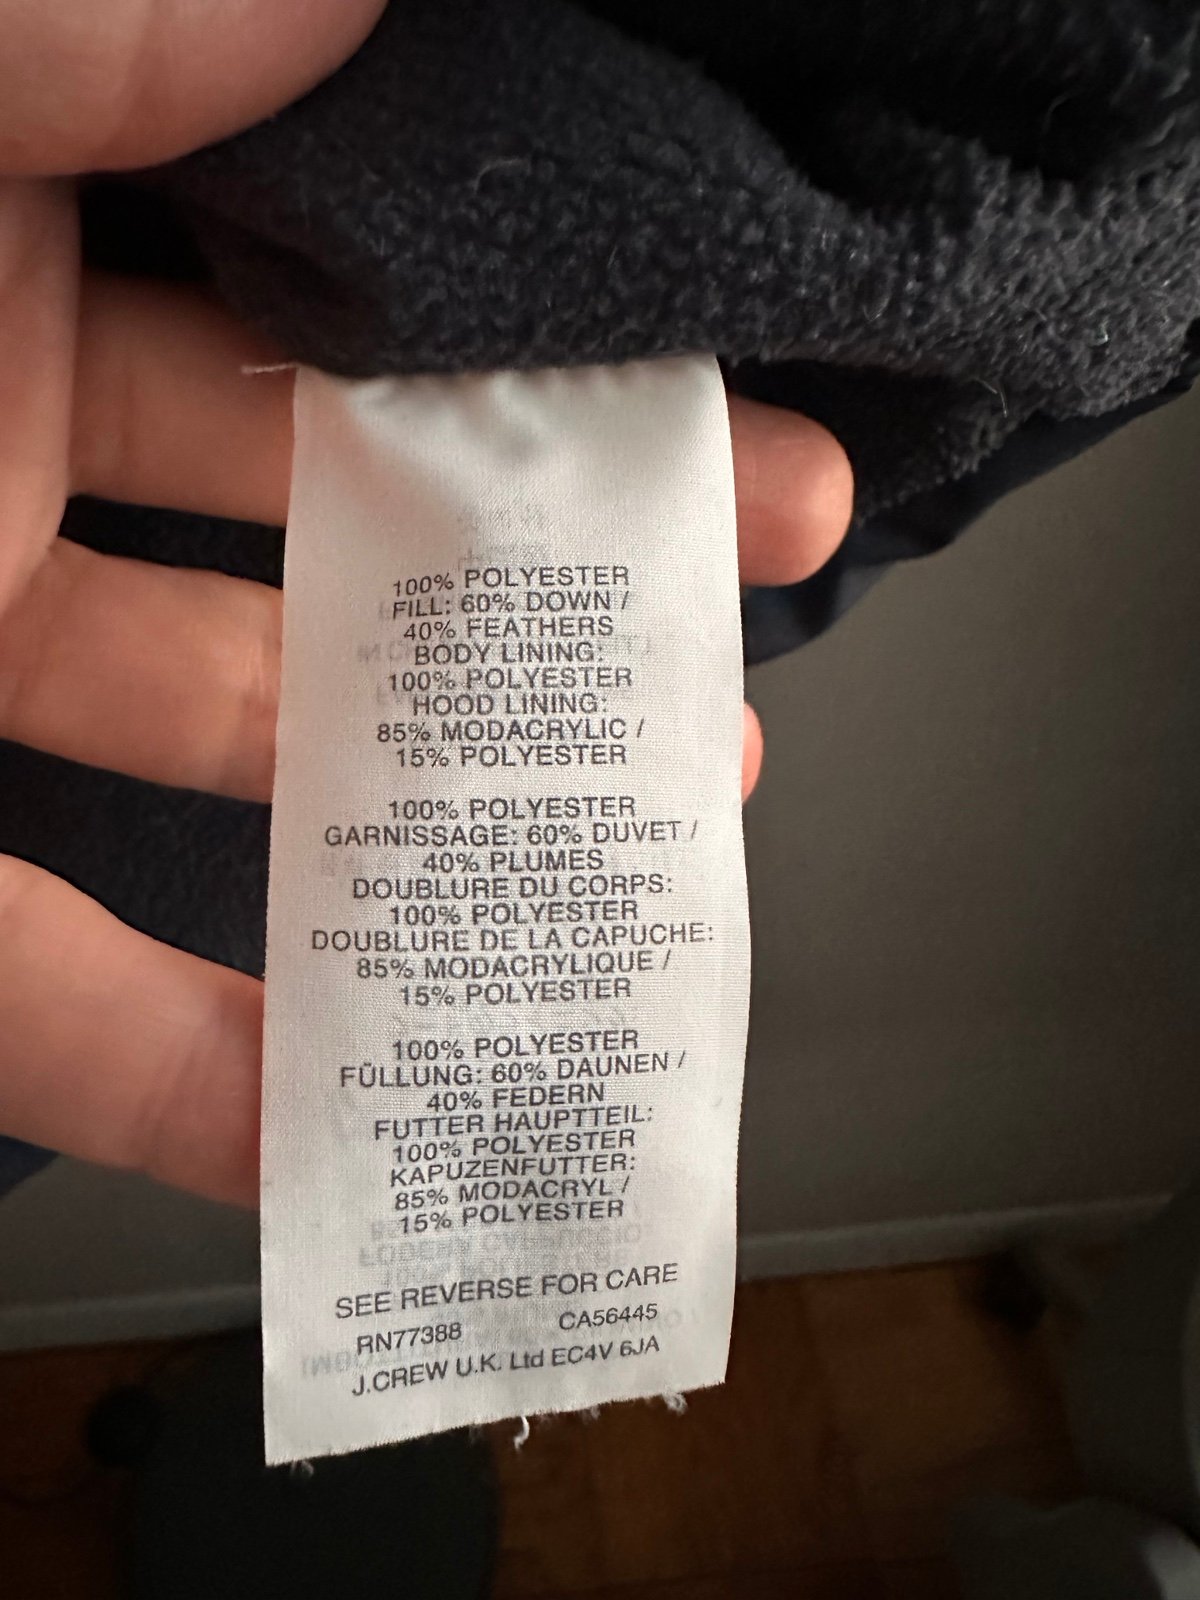 100% POLYESTER
FILL: 60% DOWN /
40% FEATHERS
BODY LINING:
100% POLYESTER
HOOD LINING:
85% MODACRYLIC /
15% POLYESTER
100% POLYESTER
GARNISSAGE: 60% DUVET /
40% PLUMES
DOUBLURE DU CORPS:
100% POLYESTER
DOUBLURE DE LA CAPUCHE:
85% MODACRYLIQUE /
15% POLYESTER
100% POLYESTER
FÜLLUNG: 60% DAUNEN /
40% FEDERN
FUTTER HAUPTTEIL:
100% POLYESTER
KAPUZENFUTTER:
85% MODACRYL /
15% POLYESTER
SEE REVERSE FOR CARE
RN77388 CA56445
J.CREW U.K. Ltd EC4V 6JA